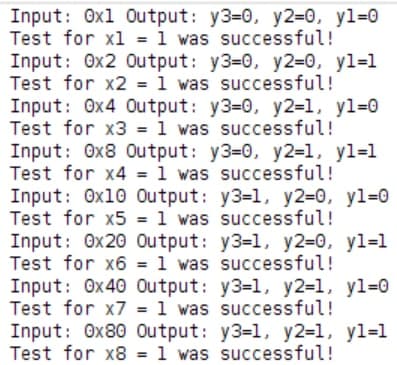 Input: 0x1 Output: y3=0, y2=0, y1=0
Test for x1 = 1 was successful!
Input: 0x2 Output: y3=0, y2=0, y1=1
Test for x2 = 1 was successful!
Input: 0x4 Output: y3=0, y2=1, y1=0
Test for x3 = 1 was successful!
Input: 0x8 Output: y3=0, y2=1, y1=1
Test for x4 = 1 was successful!
Input: 0x10 Output: y3=1, y2=0, y1=0
Test for x5 = 1 was successful!
Input: 0x20 Output: y3=1, y2=0, y1=1
Test for x6 = 1 was successful!
Input: 0x40 Output: y3=1, y2=1, y1=0
Test for x7 = 1 was successful!
Input: 0x80 Output: y3=1, y2=1, y1=1
Test for x8 = 1 was successful!